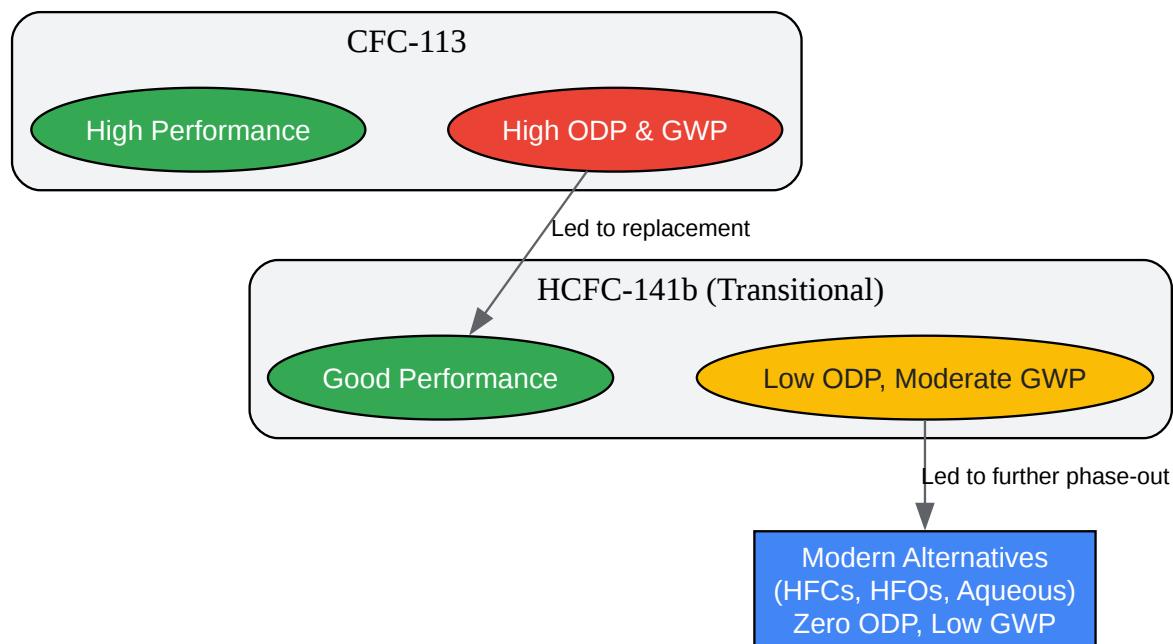 CFC-113
High Performance
High ODP & GWP
Led to replacement
HCFC-141b (Transitional)
Good Performance
Low ODP, Moderate GWP
Led to further phase-out
Modern Alternatives
(HFCs, HFOs, Aqueous)
Zero ODP, Low GWP